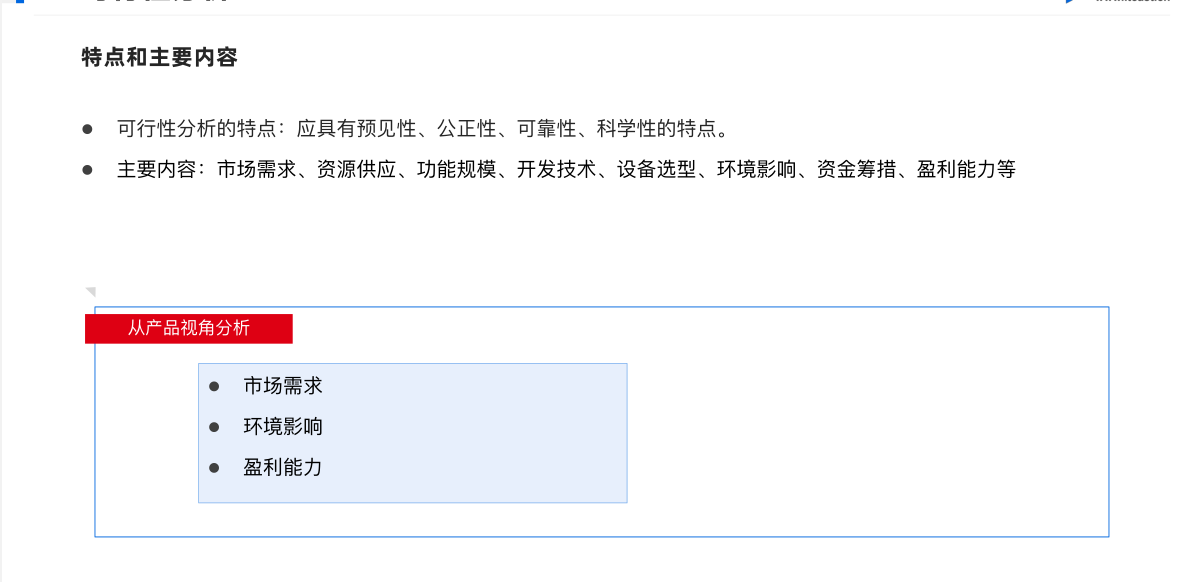 特点和主要内容
可行性分析的特点：应具有预见性、公正性、可靠性、科学性的特点。
主要内容：市场需求、资源供应、功能规模、开发技术、设备选型、环境影响、资金筹措、盈利能力等
从产品视角分析
市场需求
环境影响
盈利能力